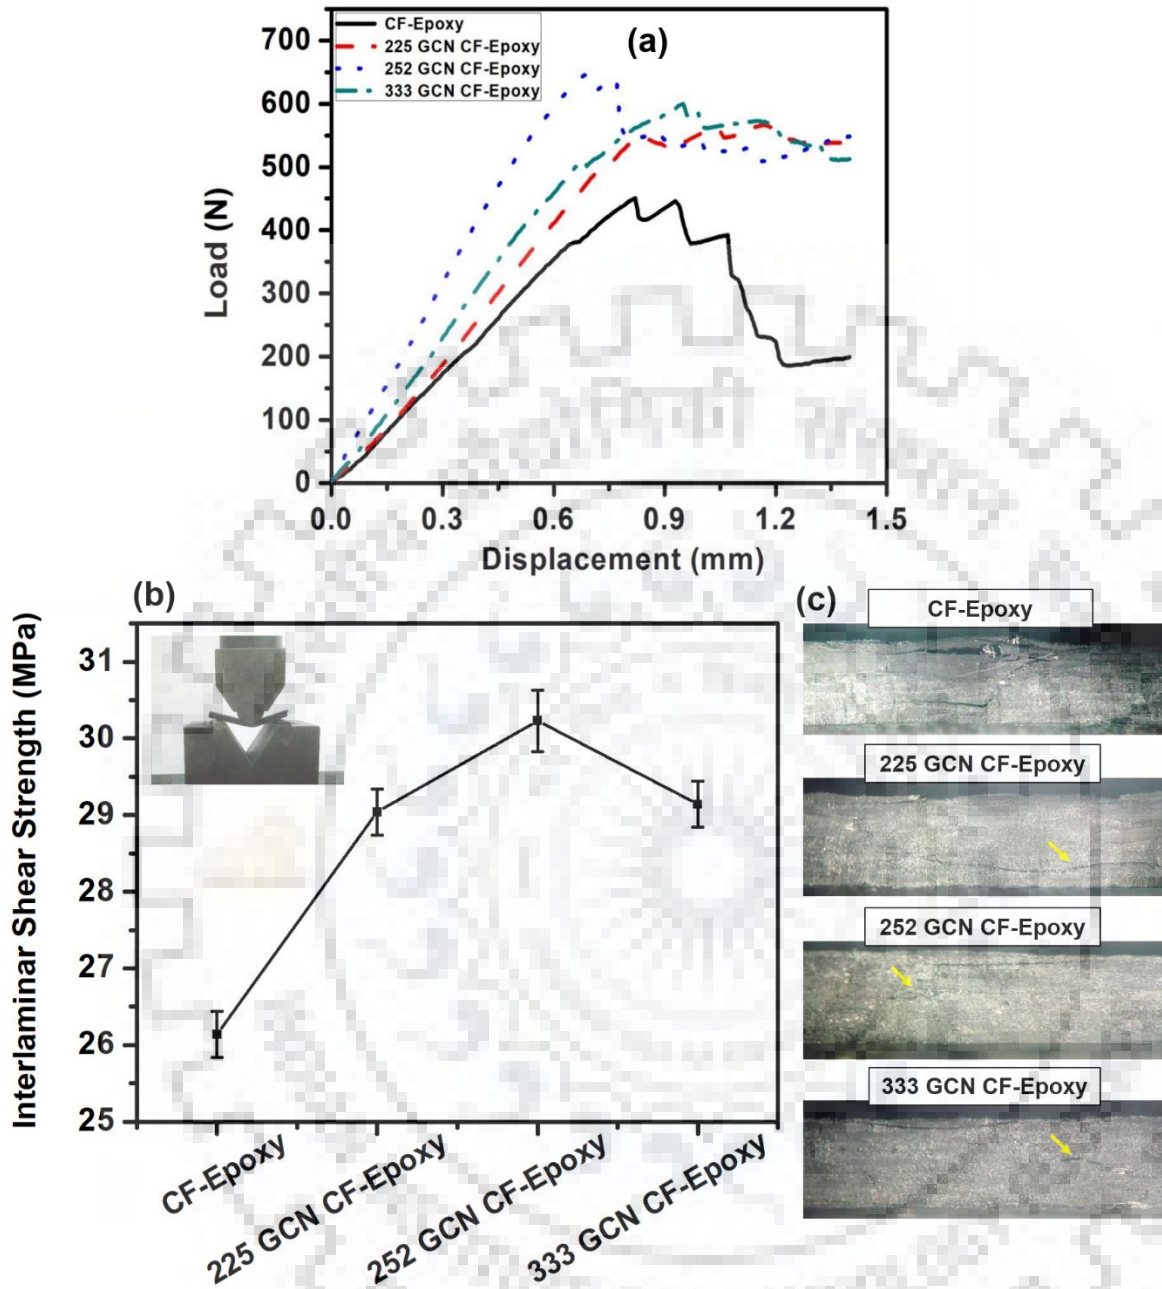 (a)
CF-Epoxy
225 GCN CF-Epoxy
252 GCN CF-Epoxy
333 GCN CF-Epoxy
700
600
500
400
300
200
100
0
Load (N)
0.0 0.3 0.6 0.9 1.2 1.5
Displacement (mm)
(b)
31
30
29
28
27
26
25
Interlaminar Shear Strength (MPa)
CF-Epoxy
225 GCN CF-Epoxy
252 GCN CF-Epoxy
333 GCN CF-Epoxy
(c)
CF-Epoxy
225 GCN CF-Epoxy
252 GCN CF-Epoxy
333 GCN CF-Epoxy